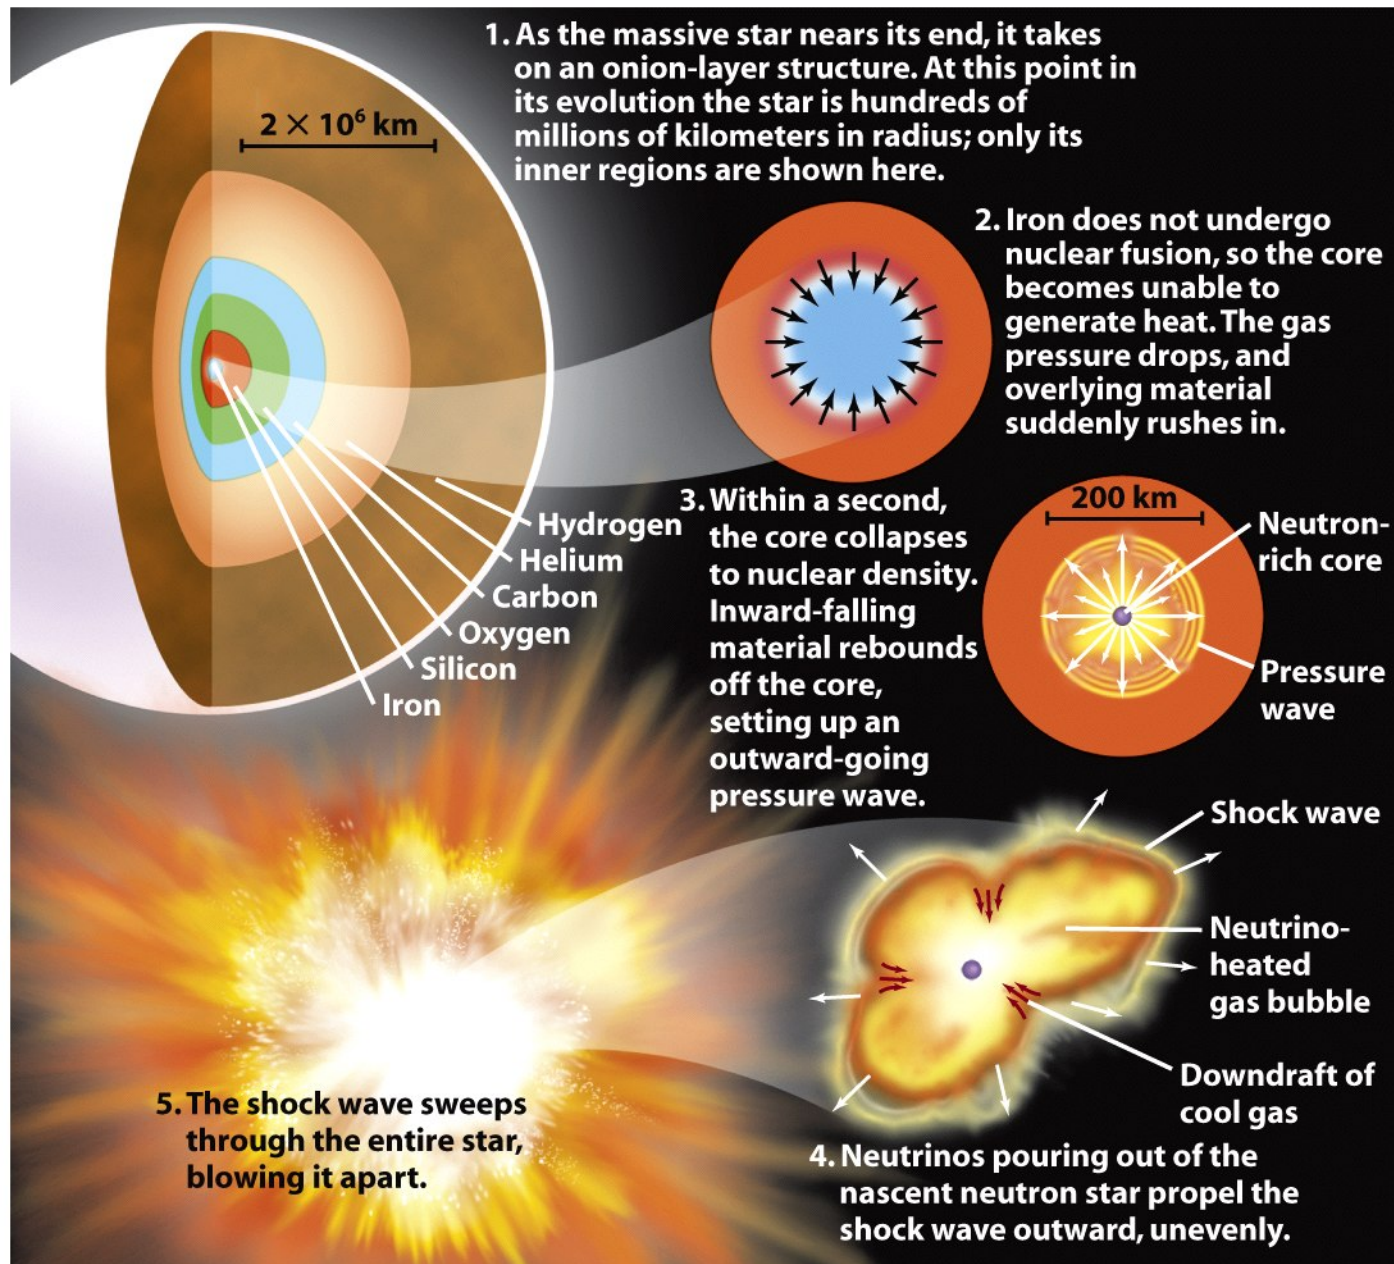 1. As the massive star nears its end, it takes
on an onion-layer structure. At this point in
its evolution the star is hundreds of
millions of kilometers in radius; only its
inner regions are shown here.
2 × 10⁶ km
Hydrogen
Helium
Carbon
Oxygen
Silicon
Iron
2. Iron does not undergo
nuclear fusion, so the core
becomes unable to
generate heat. The gas
pressure drops, and
overlying material
suddenly rushes in.
3. Within a second,
the core collapses
to nuclear density.
Inward-falling
material rebounds
off the core,
setting up an
outward-going
pressure wave.
200 km
Neutron-
rich core
Pressure
wave
Shock wave
Neutrino-
heated
gas bubble
Downdraft of
cool gas
4. Neutrinos pouring out of the
nascent neutron star propel the
shock wave outward, unevenly.
5. The shock wave sweeps
through the entire star,
blowing it apart.